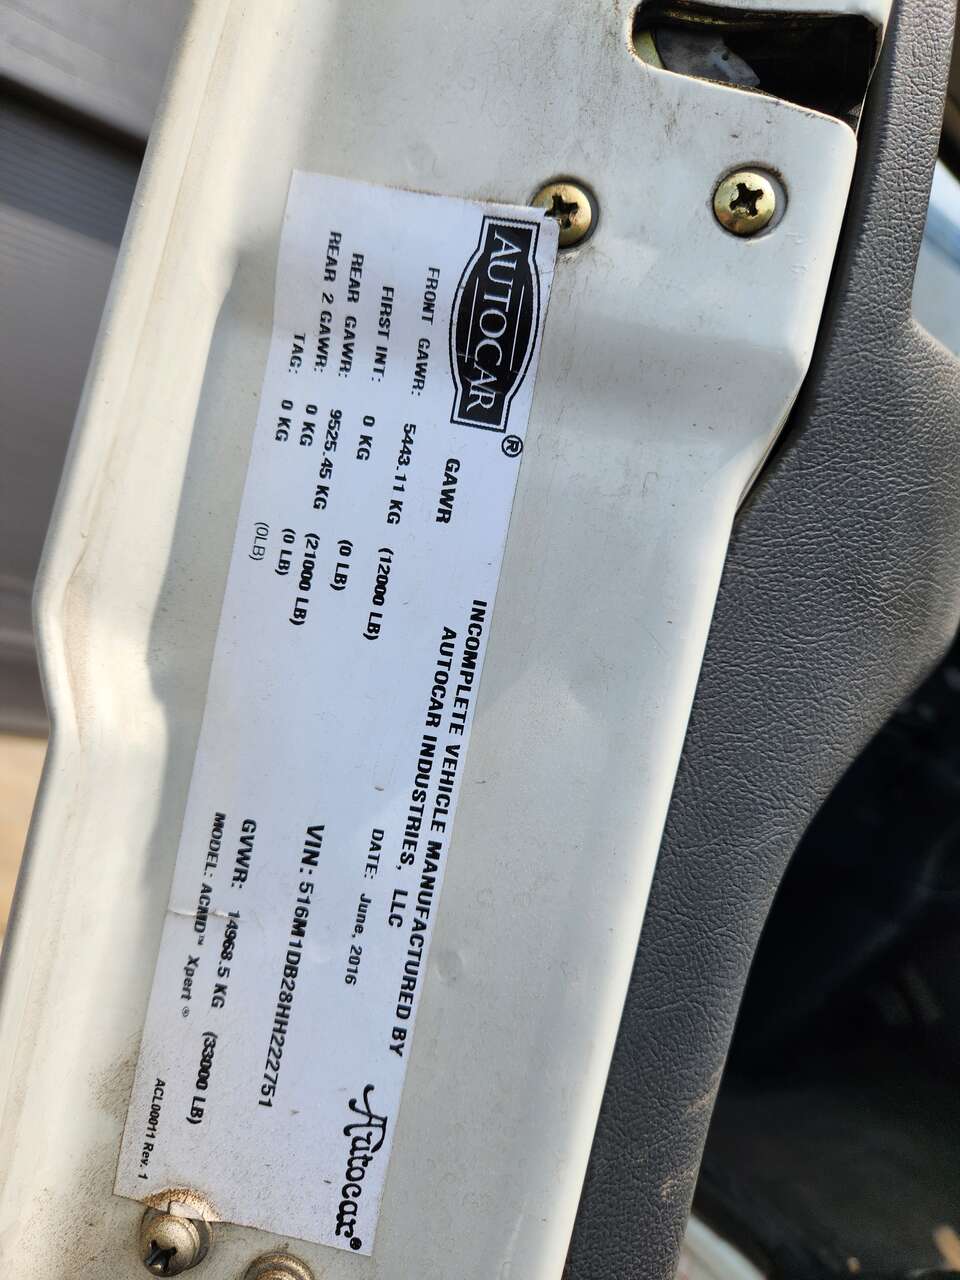 AUTOCAR ®
INCOMPLETE VEHICLE MANUFACTURED BY
AUTOCAR INDUSTRIES, LLC
Autocar®
GAWR
DATE: June, 2016
FRONT GAWR: 5443.11 KG (12000 LB)
FIRST INT: 0 KG (0 LB)
REAR GAWR: 9525.45 KG (21000 LB)
REAR 2 GAWR: 0 KG (0 LB)
TAG: 0 KG (0LB)
VIN: 516M1DB28HH222751
GVWR: 14968.5 KG (33000 LB)
MODEL: ACMD™ Xpert ®
ACL00011 Rev. 1